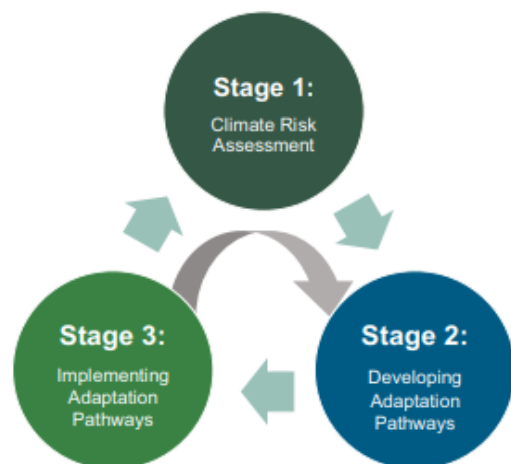 Stage 1:
Climate Risk
Assessment
Stage 3:
Implementing
Adaptation
Pathways
Stage 2:
Developing
Adaptation
Pathways